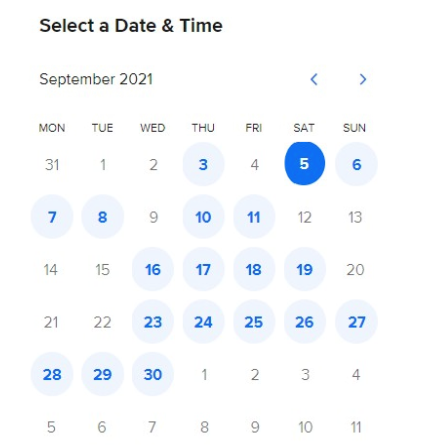 Select a Date & Time
September 2021
MON TUE WED THU FRI SAT SUN
31 1 2 3 4 5 6
7 8 9 10 11 12 13
14 15 16 17 18 19 20
21 22 23 24 25 26 27
28 29 30 1 2 3 4
5 6 7 8 9 10 11